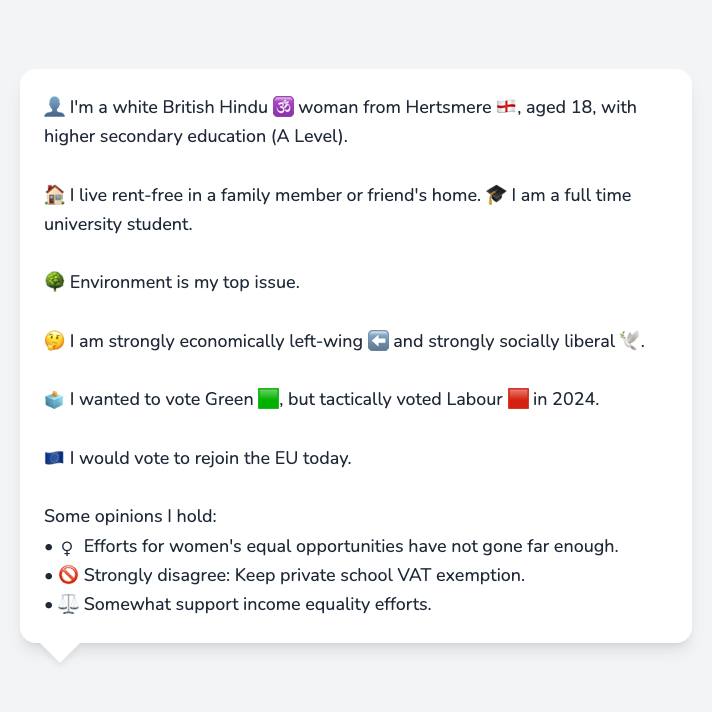 👤 I'm a white British Hindu 🕉️ woman from Hertsmere 🏴󠁧󠁢󠁥󠁮󠁧󠁿, aged 18, with
higher secondary education (A Level).
🏠 I live rent-free in a family member or friend's home. 🎓 I am a full time
university student.
🌳 Environment is my top issue.
🤔 I am strongly economically left-wing ⬅️ and strongly socially liberal 🕊️.
🗳️ I wanted to vote Green 🟩, but tactically voted Labour 🟥 in 2024.
🇪🇺 I would vote to rejoin the EU today.
Some opinions I hold:
• ♀ Efforts for women's equal opportunities have not gone far enough.
• 🚫 Strongly disagree: Keep private school VAT exemption.
• ⚖️ Somewhat support income equality efforts.